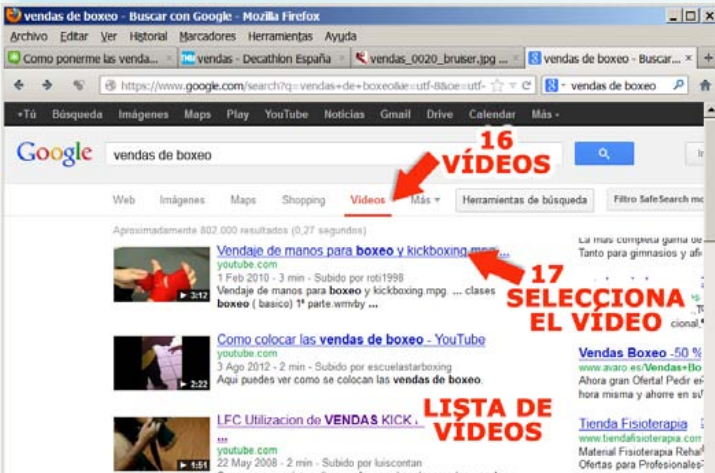 vendas de boxeo - Buscar con Google - Mozilla Firefox
Archivo Editar Ver Historial Marcadores Herramientas Ayuda
Como ponerme las venda... vendas - Decathlon España vendas_0020_bruiser.jpg ... vendas de boxeo - Buscar...
https://www.google.com/search?q=vendas+de+boxeo&ie=utf-8&oe=utf- vendas de boxeo
+Tú Búsqueda Imágenes Maps Play YouTube Noticias Gmail Drive Calendar Más
16
VÍDEOS
Google vendas de boxeo
Web Imágenes Maps Shopping Vídeos Más Herramientas de búsqueda Filtro SafeSearch
Aproximadamente 802.000 resultados (0,27 segundos)
Vendaje de manos para boxeo y kickboxing.mpg ...
youtube.com
1 Feb 2010 - 3 min - Subido por roti1998
Vendaje de manos para boxeo y kickboxing.mpg. ... clases
boxeo ( basico) 1ª parte.wmvby ...
3:12
17
SELECCIONA
EL VÍDEO
Como colocar las vendas de boxeo - YouTube
youtube.com
3 Ago 2012 - 2 min - Subido por escuelastarboxing
Aqui puedes ver como se colocan las vendas de boxeo.
2:22
LISTA DE
VÍDEOS
LFC Utilizacion de VENDAS KICK
...
youtube.com
22 May 2008 - 2 min - Subido por luiscontan
1:51
La más completa gama de
Tanto para gimnasios y
cional,
Vendas Boxeo -50 %
www.avaro.es/Vendas+Bo
Ahora gran Oferta! Pedir
hora misma y ahorre en
Tienda Fisioterapia
www.tiendafisioterapia.com
Material Fisioterapia
Ofertas para Profesionales